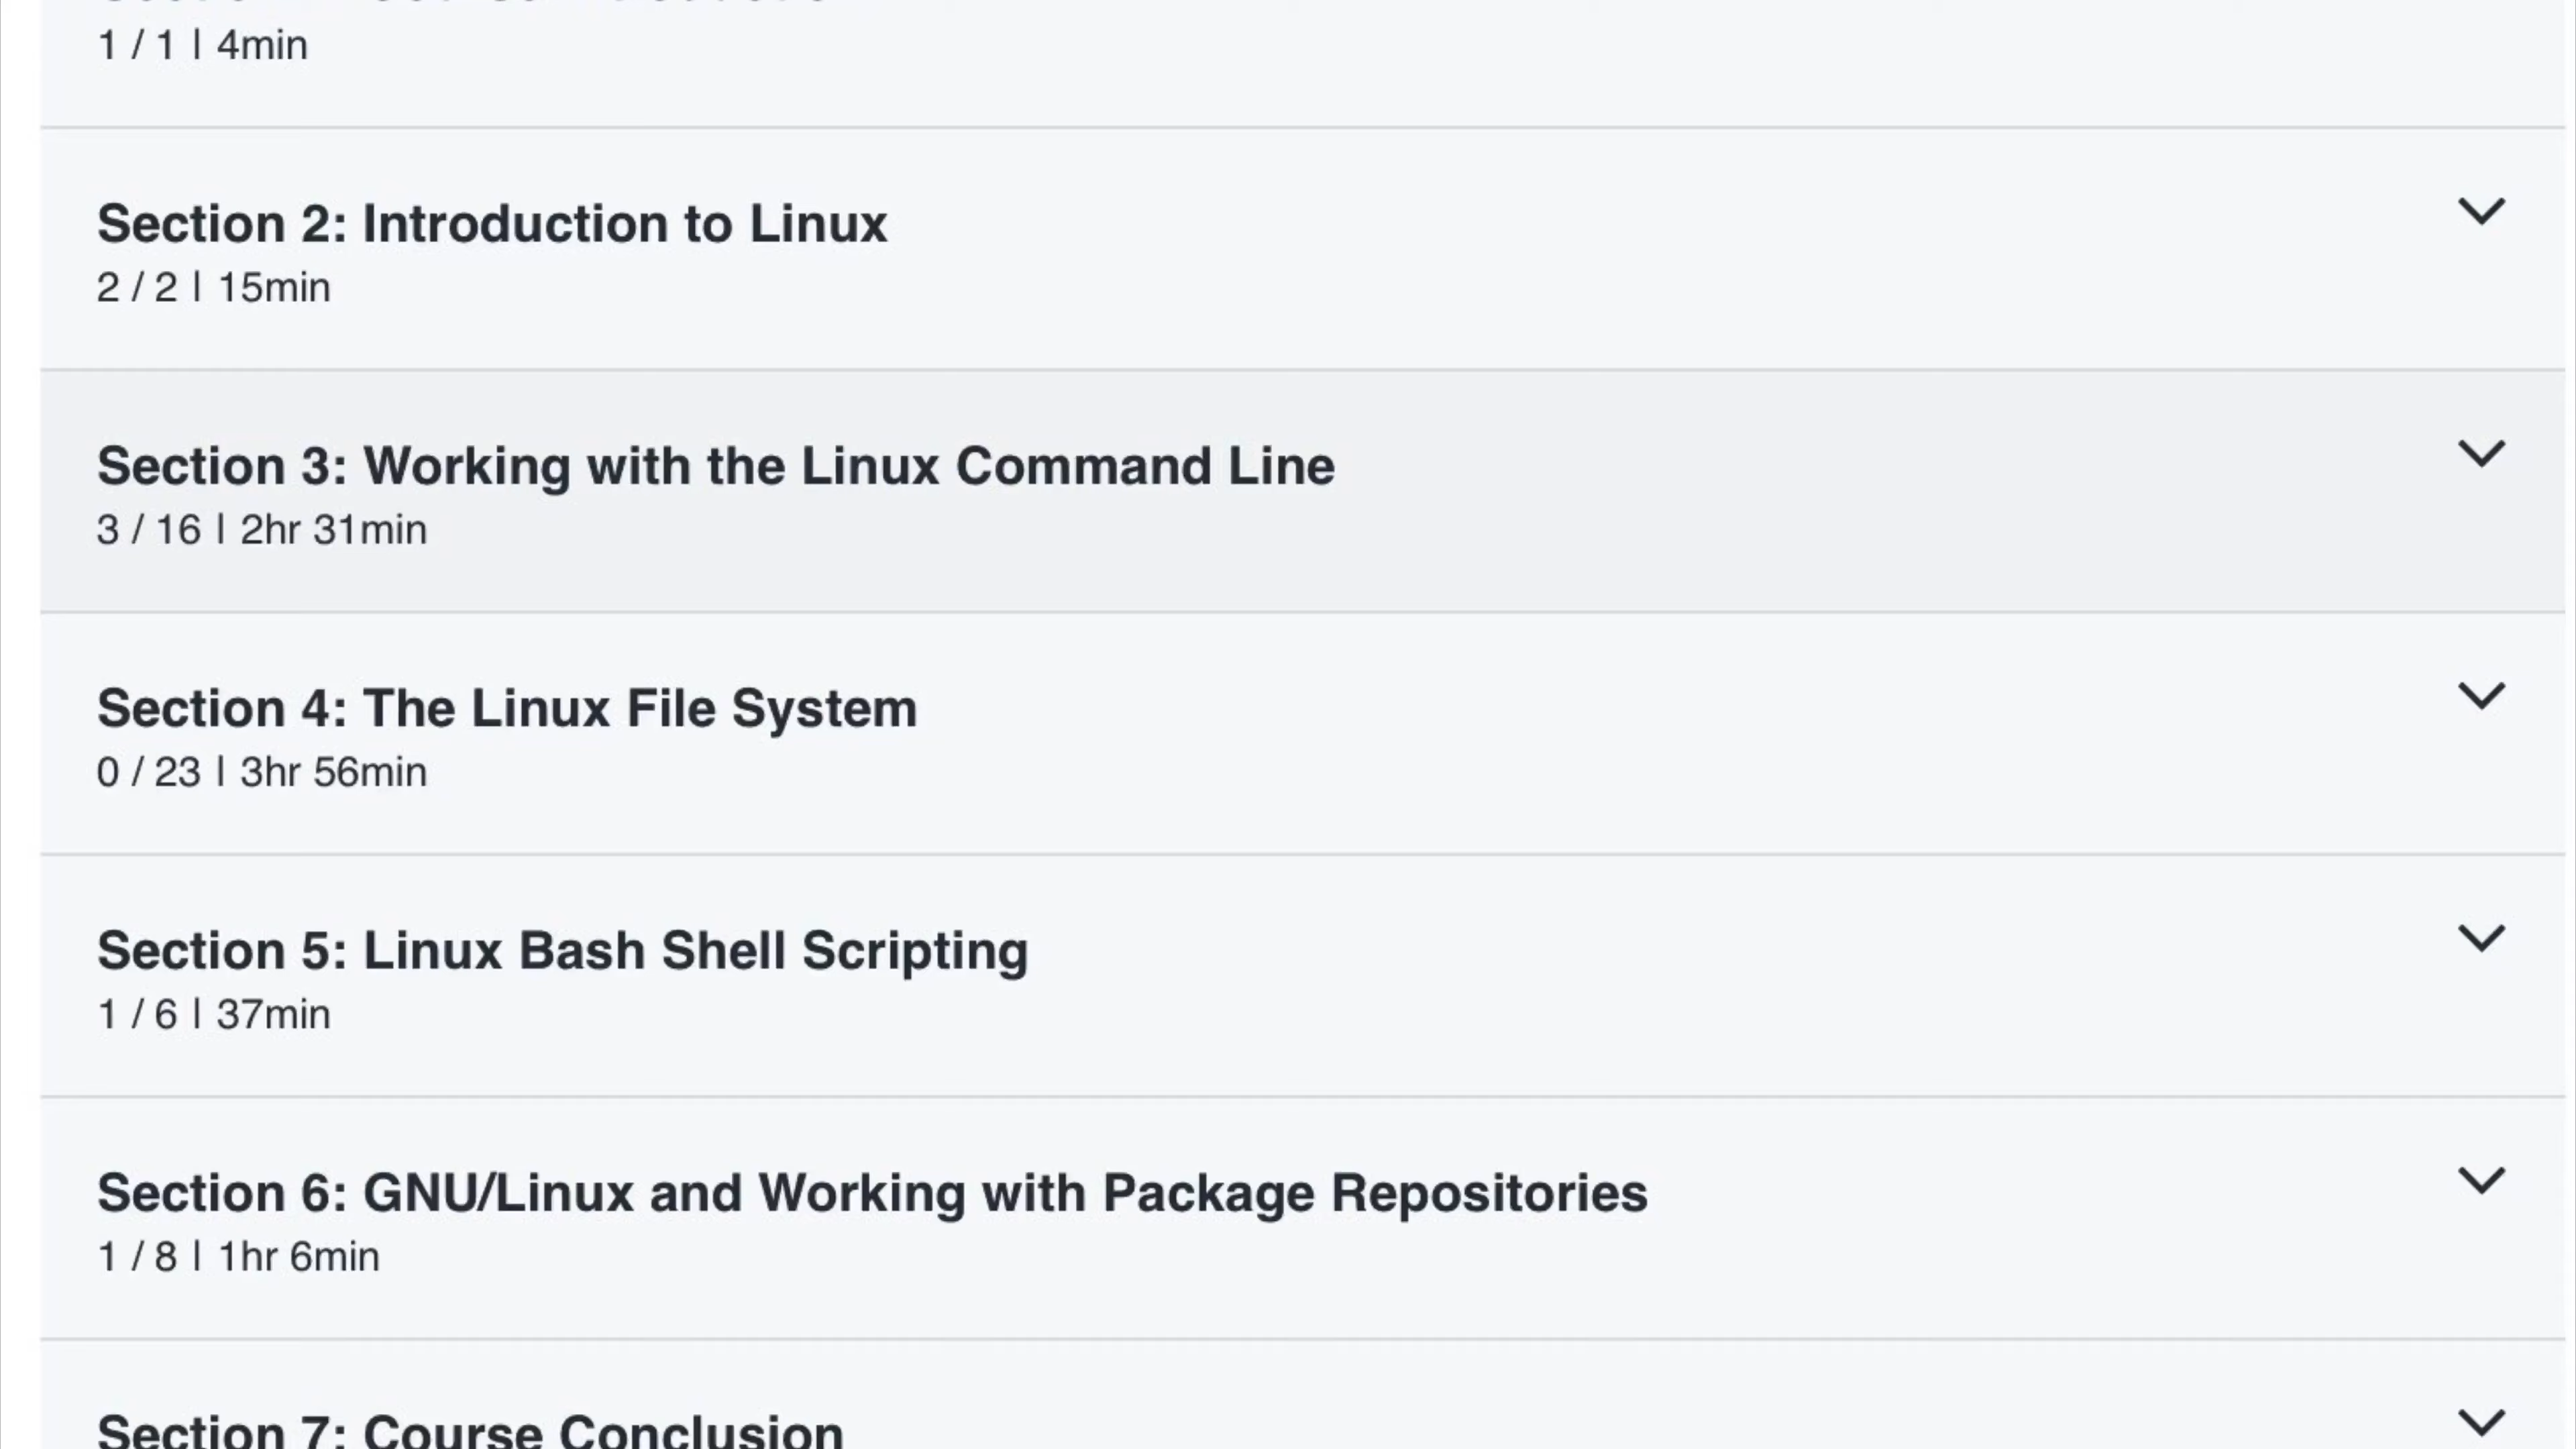 1 / 1 | 4min
Section 2: Introduction to Linux
2 / 2 | 15min
Section 3: Working with the Linux Command Line
3 / 16 | 2hr 31min
Section 4: The Linux File System
0 / 23 | 3hr 56min
Section 5: Linux Bash Shell Scripting
1 / 6 | 37min
Section 6: GNU/Linux and Working with Package Repositories
1 / 8 | 1hr 6min
Section 7: Course Conclusion